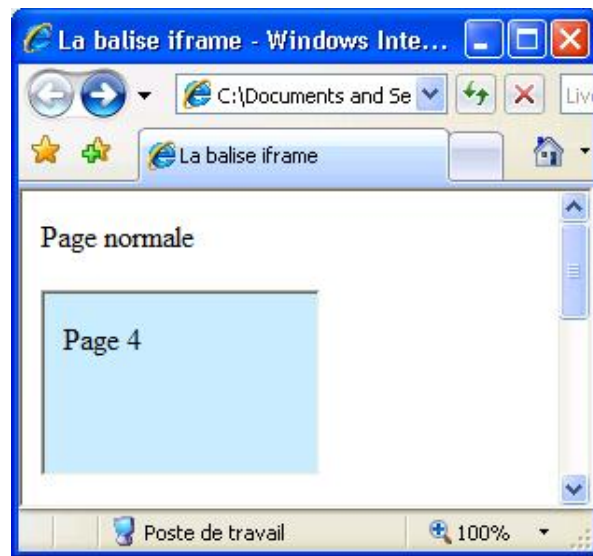 La balise iframe - Windows Inte...
C:\Documents and Se
Live
La balise iframe
Page normale
Page 4
Poste de travail
100%